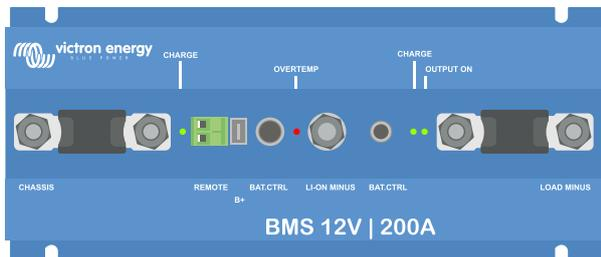 victron energy
BLUE POWER
CHARGE
OVERTEMP
CHARGE
OUTPUT ON
CHASSIS
REMOTE
B+
BAT.CTRL
LI-ON MINUS
BAT.CTRL
LOAD MINUS
BMS 12V | 200A